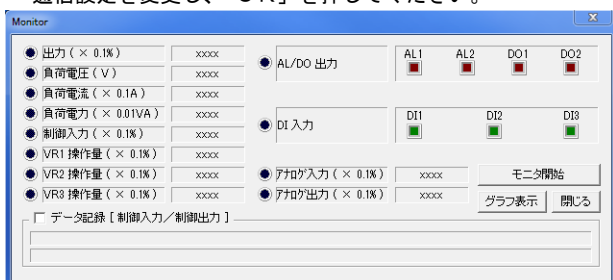 通信設定を変更し、「ＯＫ」を押してください。
Monitor
出力 ( × 0.1% ) xxxx
負荷電圧 ( V ) xxxx
負荷電流 ( × 0.1A ) xxxx
負荷電力 ( × 0.01VA ) xxxx
制御入力 ( × 0.1% ) xxxx
VR1 操作量 ( × 0.1% ) xxxx
VR2 操作量 ( × 0.1% ) xxxx
VR3 操作量 ( × 0.1% ) xxxx
AL/DO 出力 AL1 AL2 DO1 DO2
DI 入力 DI1 DI2 DI3
ｱﾅﾛｸﾞ入力 ( × 0.1% ) xxxx
ｱﾅﾛｸﾞ出力 ( × 0.1% ) xxxx
モニタ開始
グラフ表示 閉じる
データ記録 [ 制御入力／制御出力 ]